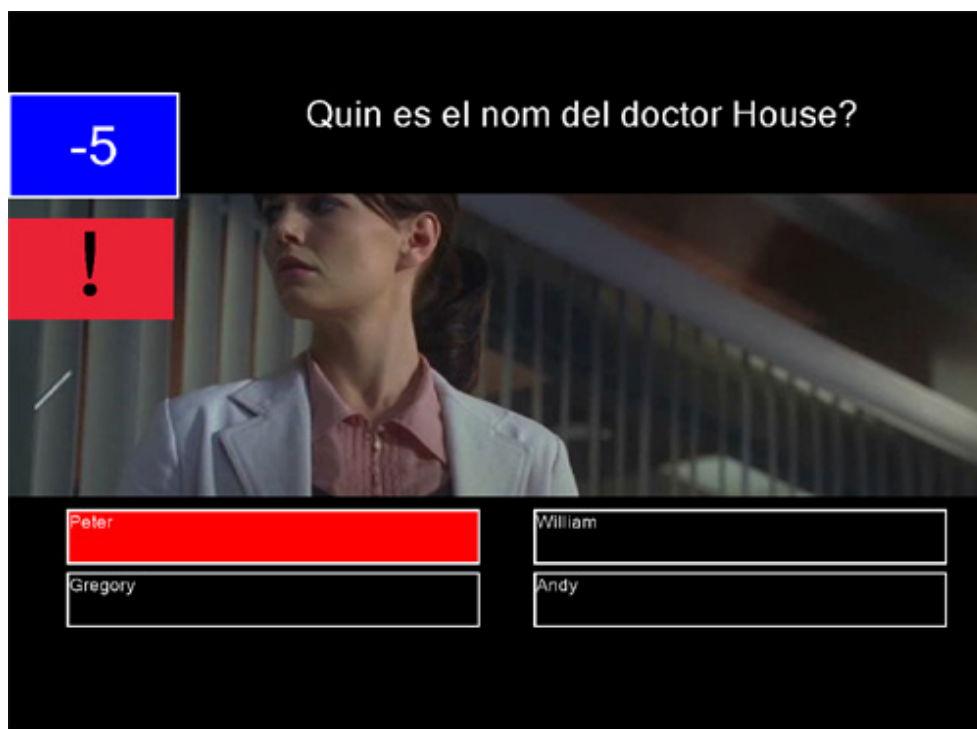 Quin es el nom del doctor House?
-5
!
Peter
William
Gregory
Andy